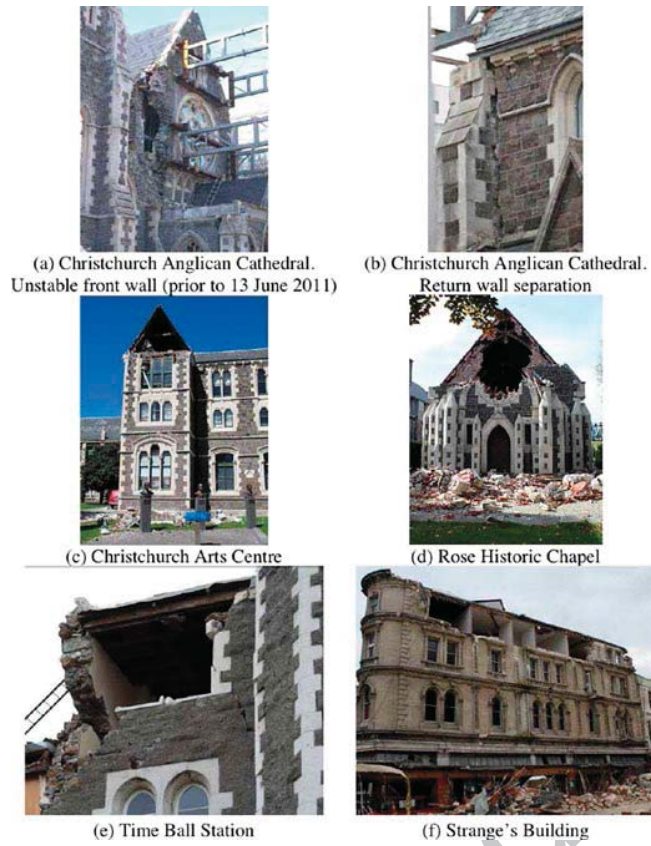 (a) Christchurch Anglican Cathedral.
Unstable front wall (prior to 13 June 2011)
(b) Christchurch Anglican Cathedral.
Return wall separation
(c) Christchurch Arts Centre
(d) Rose Historic Chapel
(e) Time Ball Station
(f) Strange's Building